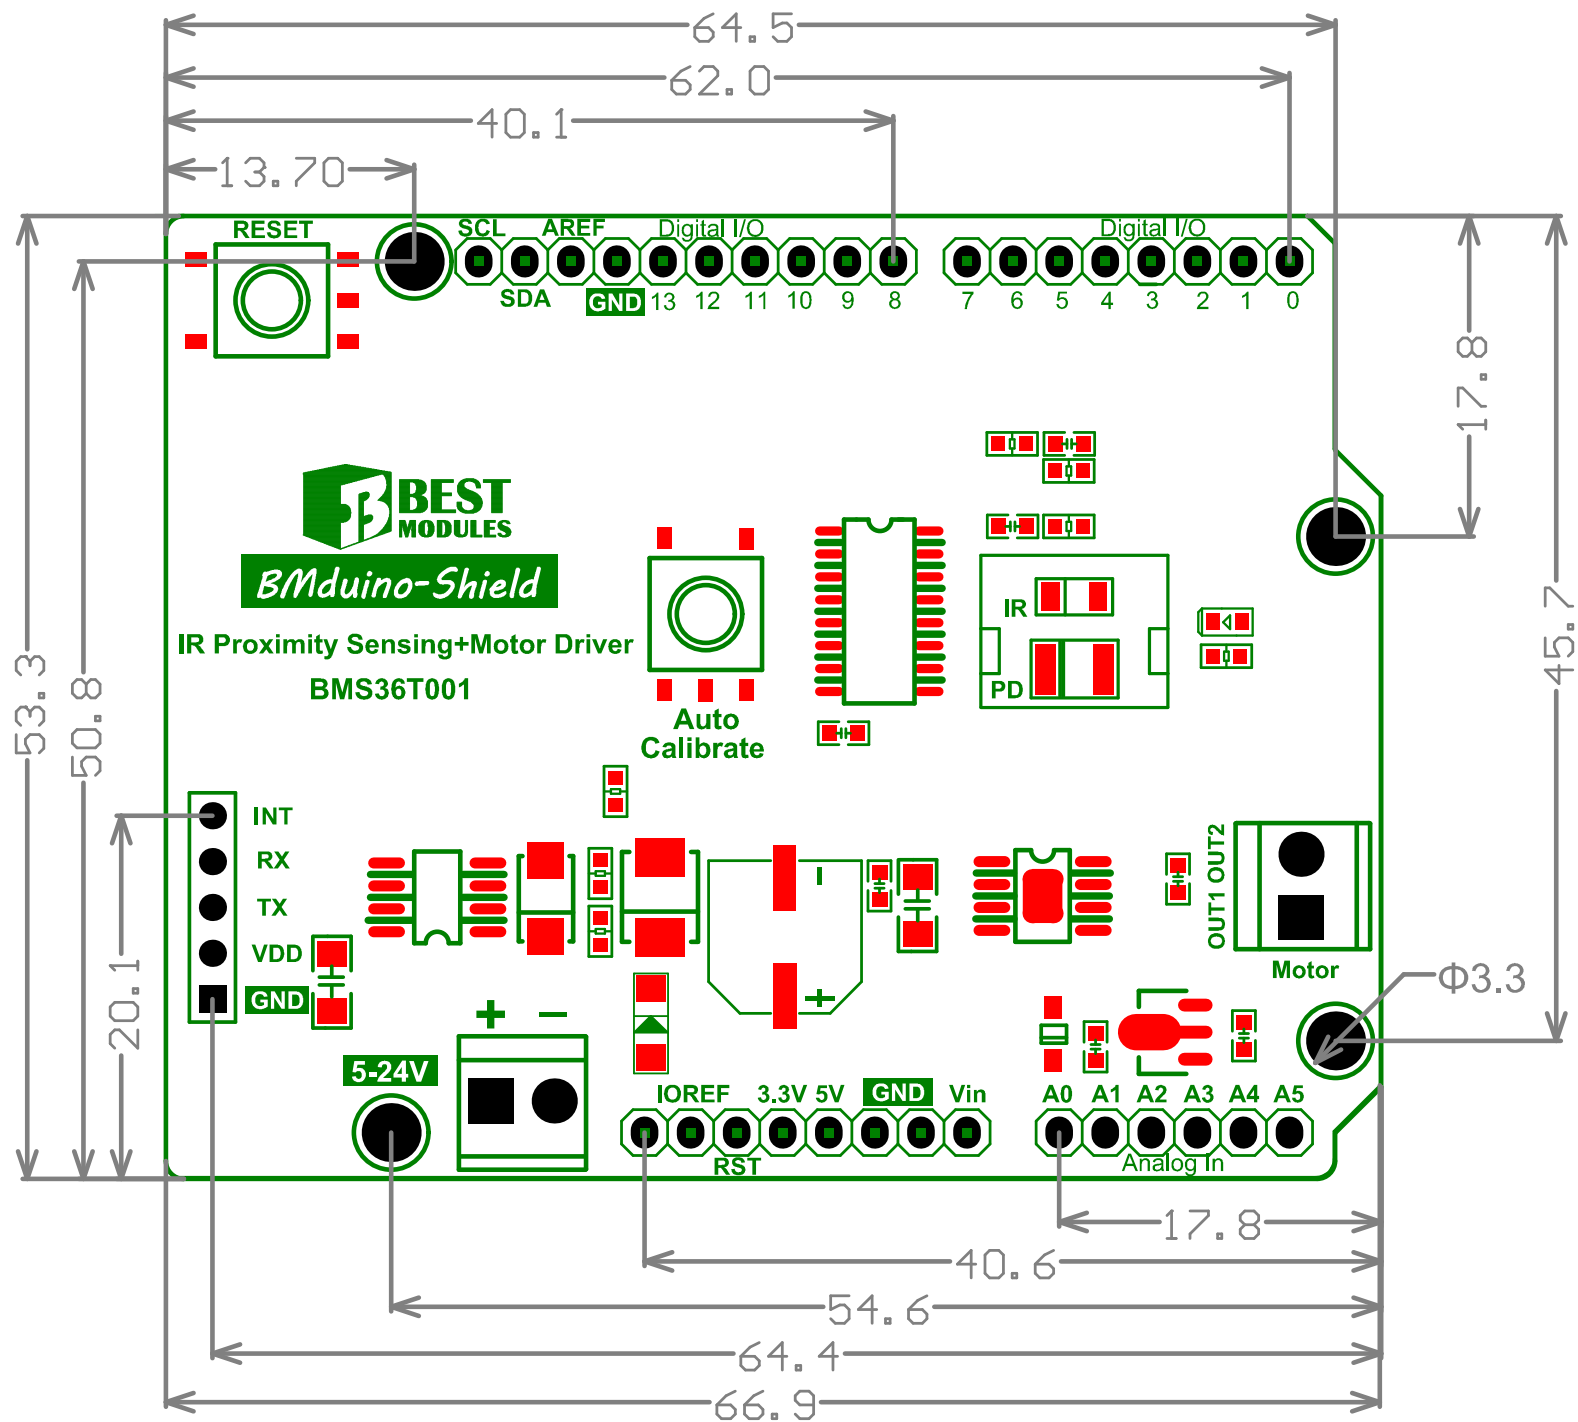 64.5
62.0
40.1
13.70
RESET
SCL AREF Digital I/O Digital I/O
SDA GND 13 12 11 10 9 8 7 6 5 4 3 2 1 0
17.8
45.7
53.3
50.8
BEST
MODULES
BMduino-Shield
IR Proximity Sensing+Motor Driver
BMS36T001
Auto
Calibrate
IR
PD
INT
RX
TX
VDD
GND
20.1
OUT1 OUT2
Motor
Φ3.3
+ −
5-24V
− +
IOREF 3.3V 5V GND Vin A0 A1 A2 A3 A4 A5
RST Analog In
17.8
40.6
54.6
64.4
66.9